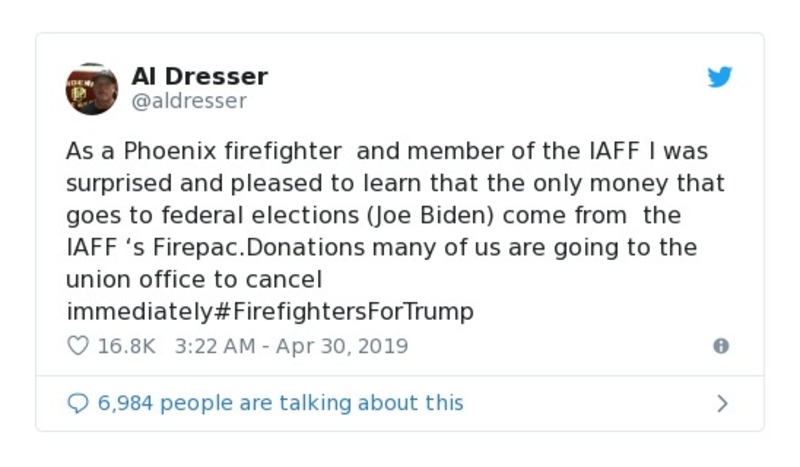 Al Dresser
@aldresser
As a Phoenix firefighter  and member of the IAFF I was
surprised and pleased to learn that the only money that
goes to federal elections (Joe Biden) come from  the
IAFF ‘s Firepac.Donations many of us are going to the
union office to cancel
immediately#FirefightersForTrump
16.8K 3:22 AM - Apr 30, 2019
6,984 people are talking about this